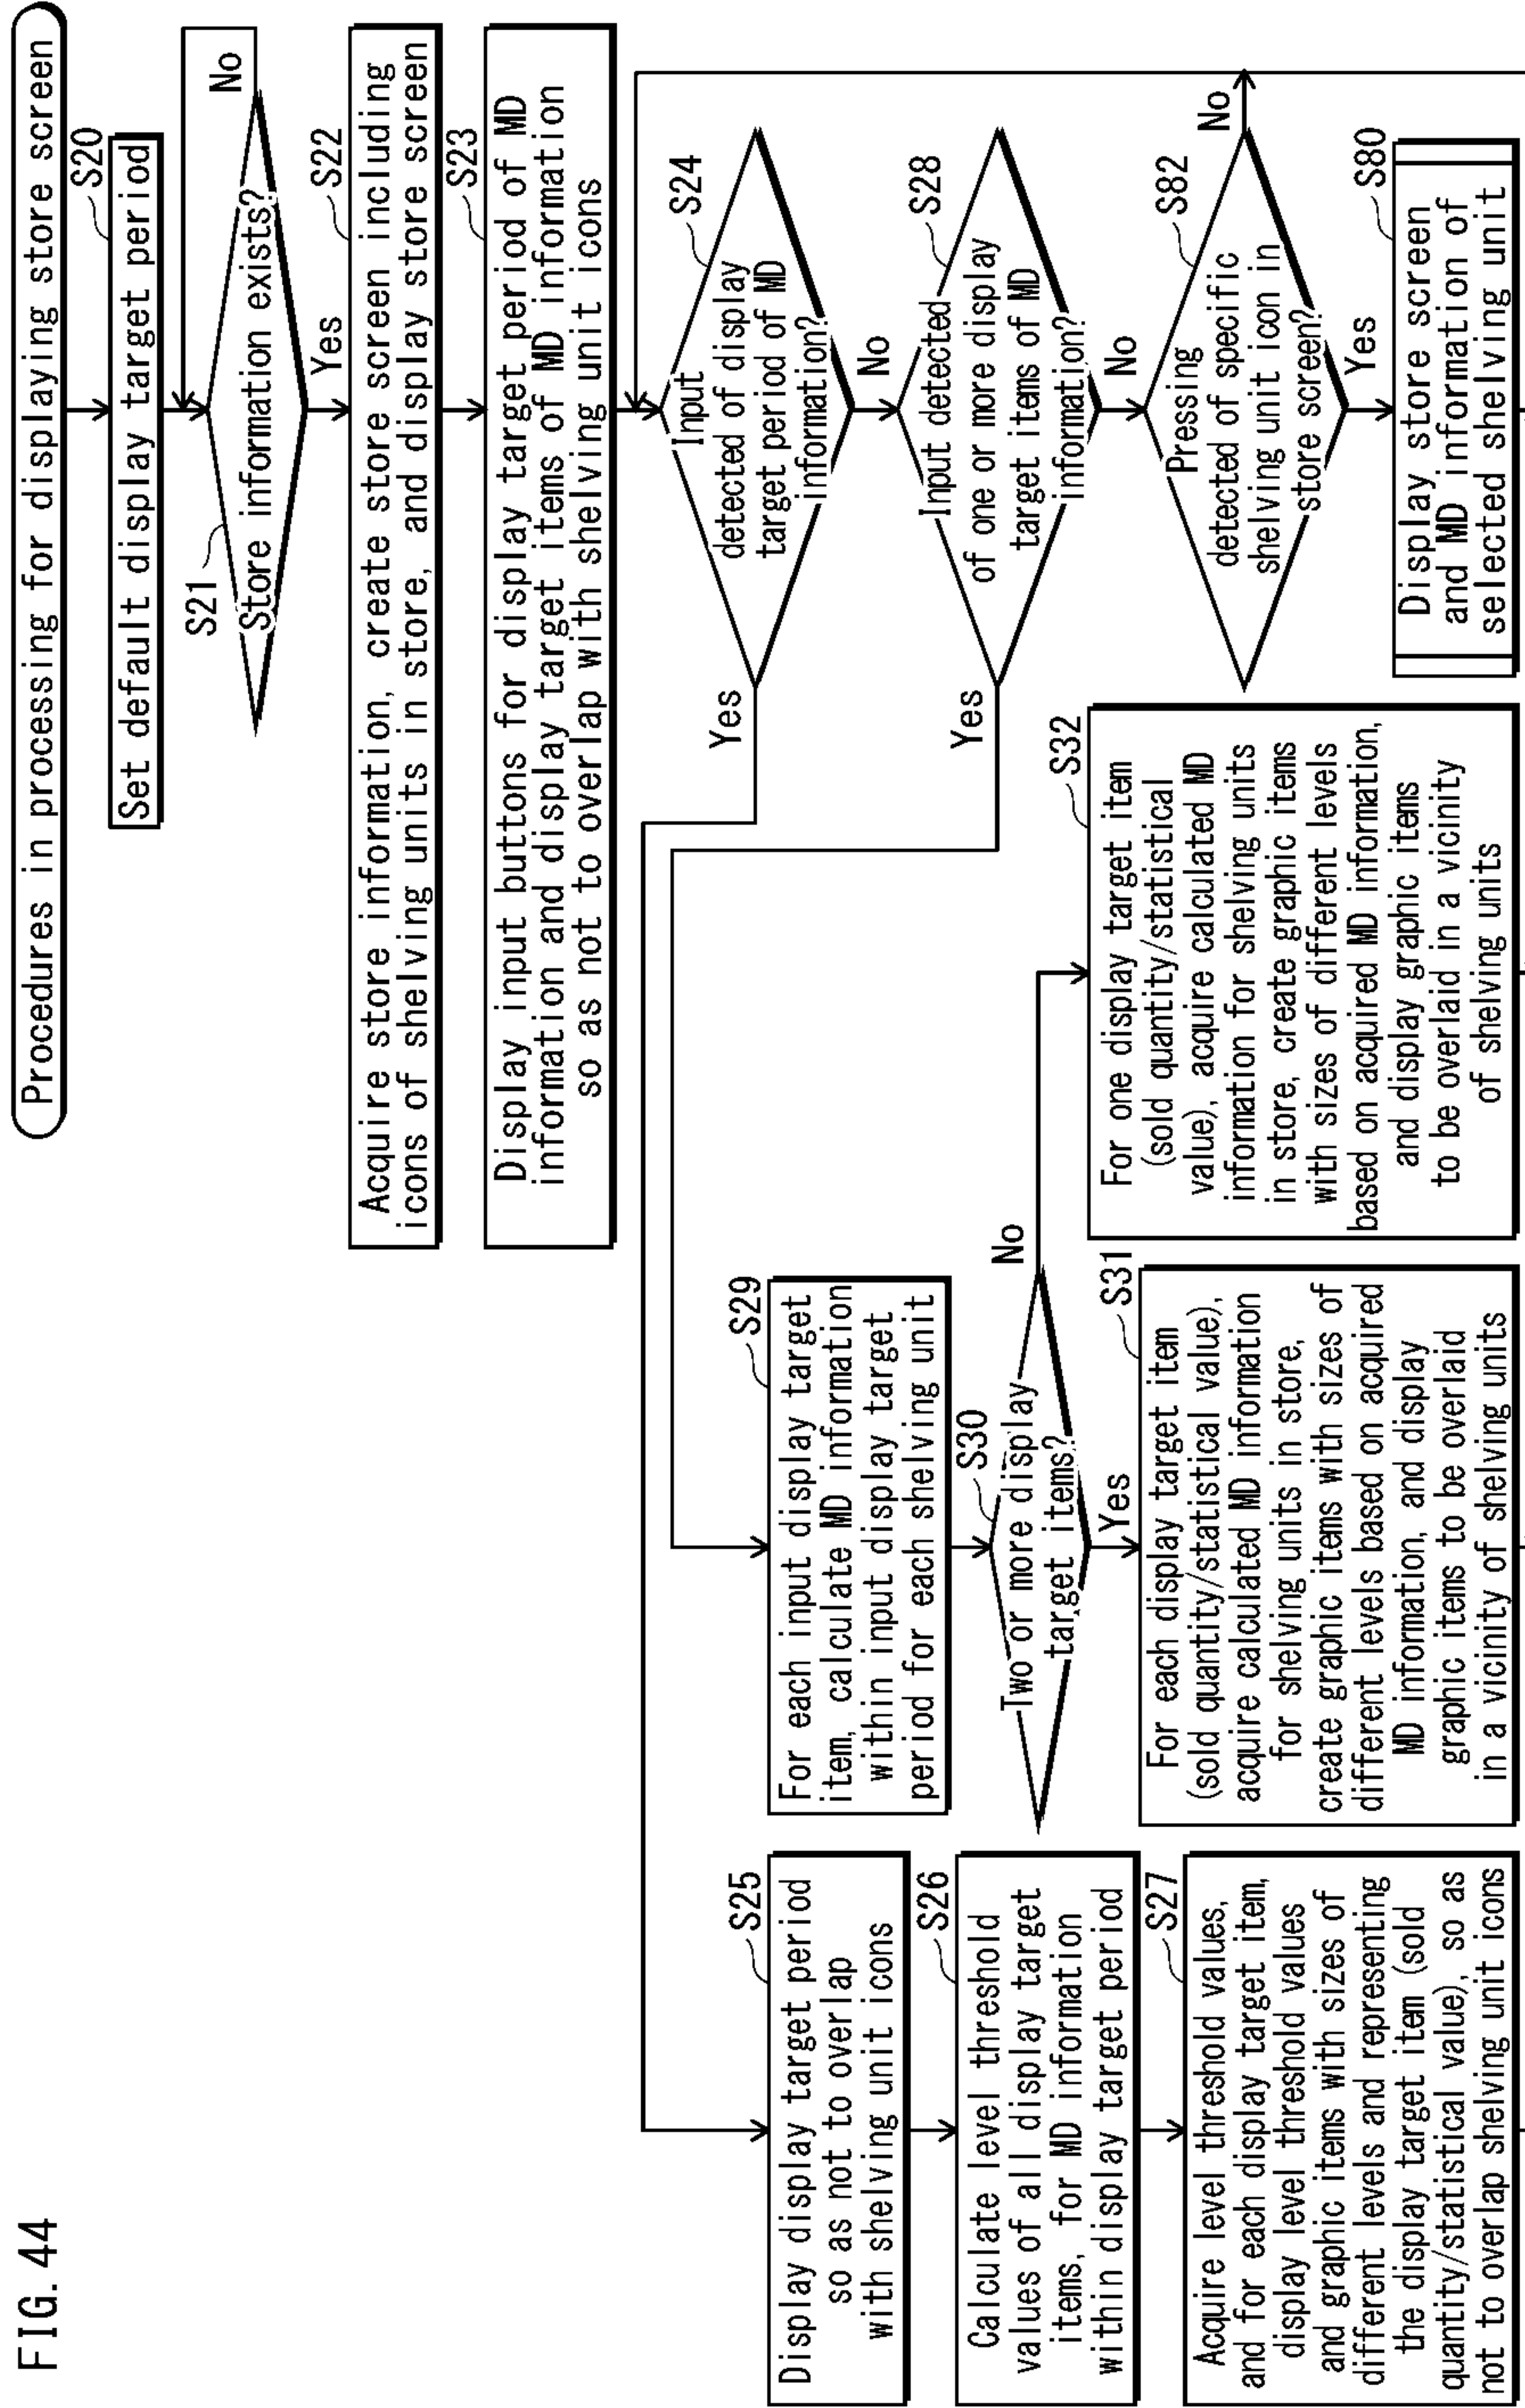 FIG. 44
Procedures in processing for displaying store screen
S20
Set default display target period
S21
Store information exists?
No
Yes
S22
Acquire store information, create store screen including
icons of shelving units in store, and display store screen
S23
Display input buttons for display target period of MD
information and display target items of MD information
so as not to overlap with shelving unit icons
S24
Input
detected of display
target period of MD
information?
Yes
No
S28
Input detected
of one or more display
target items of MD
information?
Yes
No
S82
Pressing
detected of specific
shelving unit icon in
store screen?
No
Yes
S80
Display store screen
and MD information of
selected shelving unit
S25
Display display target period
so as not to overlap
with shelving unit icons
S26
Calculate level threshold
values of all display target
items, for MD information
within display target period
S27
Acquire level threshold values,
and for each display target item,
display level threshold values
and graphic items with sizes of
different levels and representing
the display target item (sold
quantity/statistical value), so as
not to overlap shelving unit icons
S29
For each input display target
item, calculate MD information
within input display target
period for each shelving unit
S30
Two or more display
target items?
No
Yes
S31
For each display target item
(sold quantity/statistical value),
acquire calculated MD information
for shelving units in store,
create graphic items with sizes of
different levels based on acquired
MD information, and display
graphic items to be overlaid
in a vicinity of shelving units
S32
For one display target item
(sold quantity/statistical
value), acquire calculated MD
information for shelving units
in store, create graphic items
with sizes of different levels
based on acquired MD information,
and display graphic items
to be overlaid in a vicinity
of shelving units